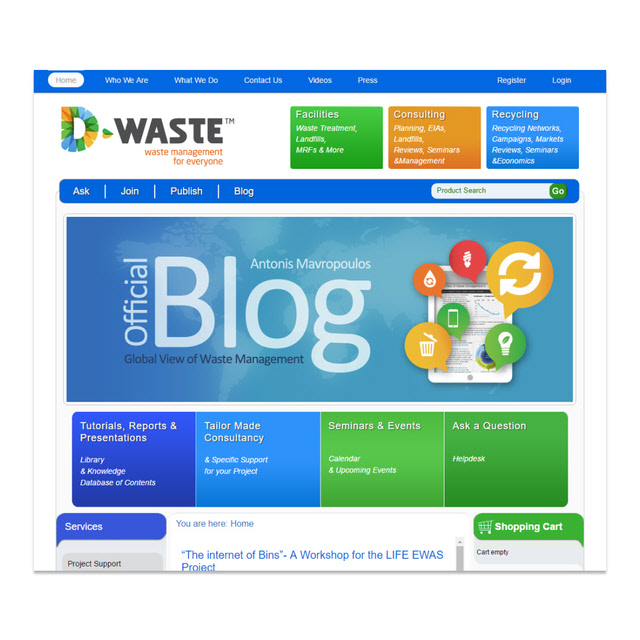 Home Who We Are What We Do Contact Us Videos Press Register Login
D-WASTE™
waste management
for everyone
Facilities
Waste Treatment,
Landfills,
MRFs & More
Consulting
Planning, EIAs,
Landfills,
Reviews, Seminars
&Management
Recycling
Recycling Networks,
Campaigns, Markets
Reviews, Seminars
&Economics
Ask Join Publish Blog
Product Search Go
Official
Blog
Antonis Mavropoulos
Global View of Waste Management
Tutorials, Reports &
Presentations
Library
& Knowledge
Database of Contents
Tailor Made
Consultancy
& Specific Support
for your Project
Seminars & Events
Calendar
& Upcoming Events
Ask a Question
Helpdesk
Services
Project Support
You are here: Home
“The internet of Bins”- A Workshop for the LIFE EWAS
Project
Shopping Cart
Cart empty